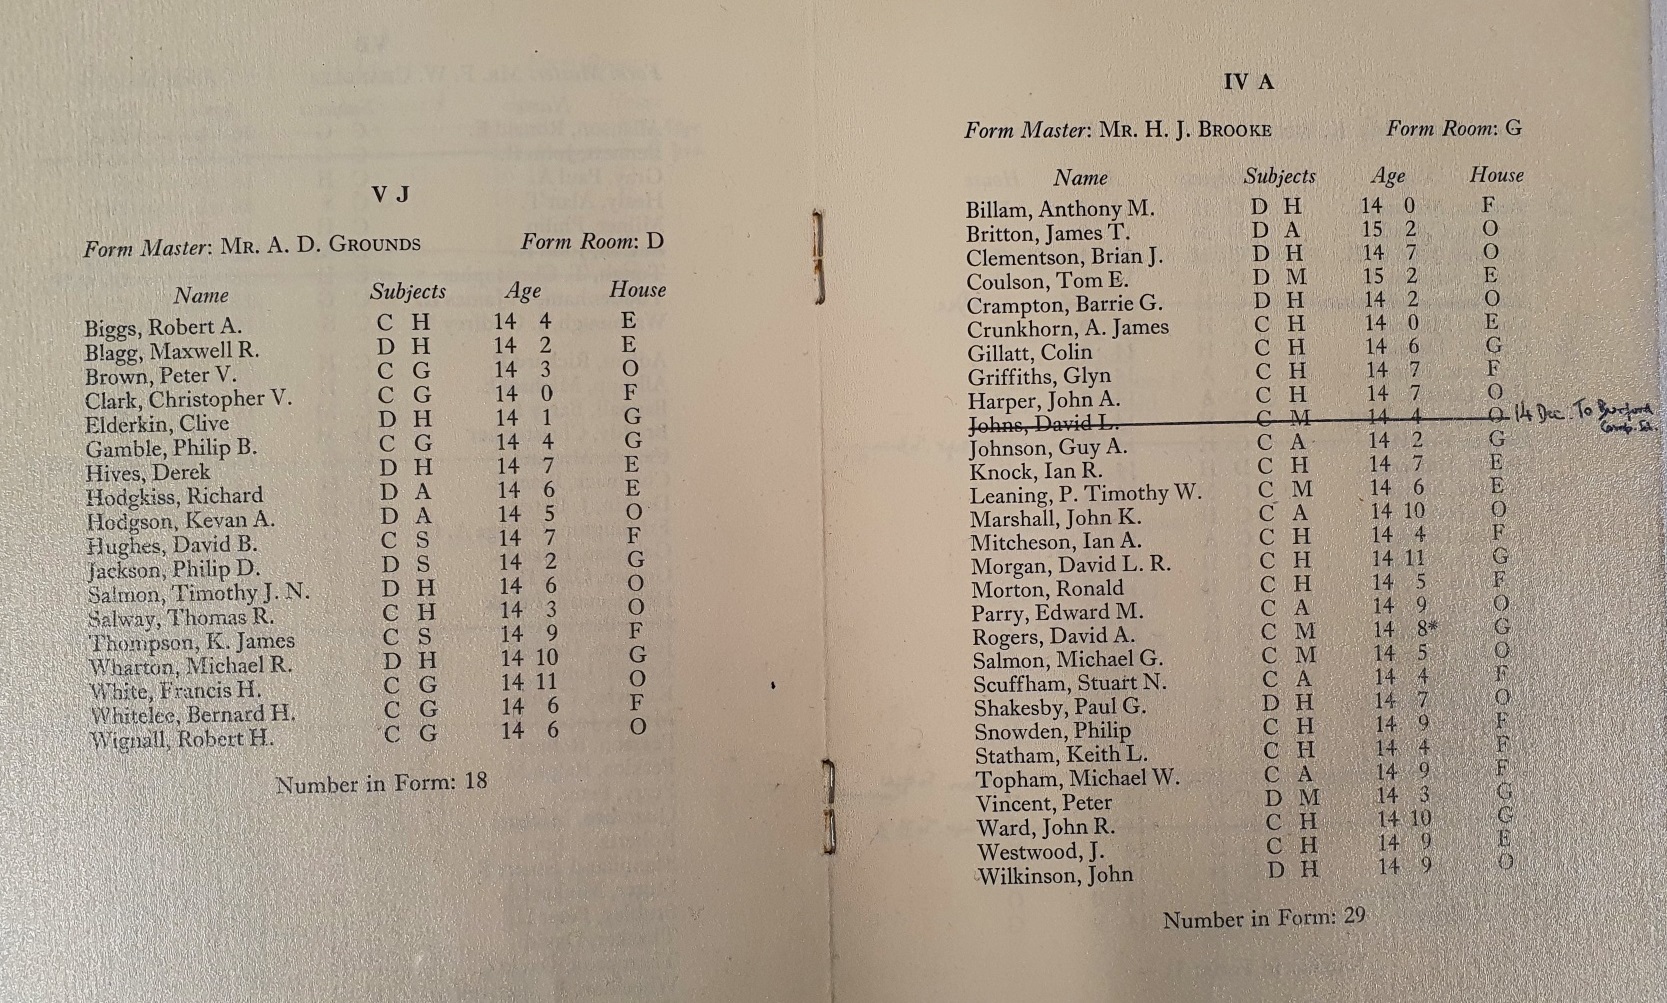 V J
Form Master: MR. A. D. GROUNDS Form Room: D
Name Subjects Age House
Biggs, Robert A. C H 14 4 E
Blagg, Maxwell R. D H 14 2 E
Brown, Peter V. C G 14 3 O
Clark, Christopher V. C G 14 0 F
Elderkin, Clive D H 14 1 G
Gamble, Philip B. C G 14 4 G
Hives, Derek D H 14 7 E
Hodgkiss, Richard D A 14 6 E
Hodgson, Kevan A. D A 14 5 O
Hughes, David B. C S 14 7 F
Jackson, Philip D. D S 14 2 G
Salmon, Timothy J. N. D H 14 6 O
Salway, Thomas R. C H 14 3 O
Thompson, K. James C S 14 9 F
Wharton, Michael R. D H 14 10 G
White, Francis H. C G 14 11 O
Whitelee, Bernard H. C G 14 6 F
Wignall, Robert H. C G 14 6 O
Number in Form: 18
IV A
Form Master: MR. H. J. BROOKE Form Room: G
Name Subjects Age House
Billam, Anthony M. D H 14 0 F
Britton, James T. D A 15 2 O
Clementson, Brian J. D H 14 7 O
Coulson, Tom E. D M 15 2 E
Crampton, Barrie G. D H 14 2 O
Crunkhorn, A. James C H 14 0 E
Gillatt, Colin C H 14 6 G
Griffiths, Glyn C H 14 7 F
Harper, John A. C H 14 7 O
Johns, David L. C M 14 4 O 14 Dec. To Burford
Johnson, Guy A. C A 14 2 G
Knock, Ian R. C H 14 7 E
Leaning, P. Timothy W. C M 14 6 E
Marshall, John K. C A 14 10 O
Mitcheson, Ian A. C H 14 4 F
Morgan, David L. R. C H 14 11 G
Morton, Ronald C H 14 5 F
Parry, Edward M. C A 14 9 O
Rogers, David A. C M 14 8* G
Salmon, Michael G. C M 14 5 O
Scuffham, Stuart N. C A 14 4 F
Shakesby, Paul G. D H 14 7 O
Snowden, Philip C H 14 9 F
Statham, Keith L. C H 14 4 F
Topham, Michael W. C A 14 9 F
Vincent, Peter D M 14 3 G
Ward, John R. C H 14 10 G
Westwood, J. C H 14 9 E
Wilkinson, John D H 14 9 O
Number in Form: 29